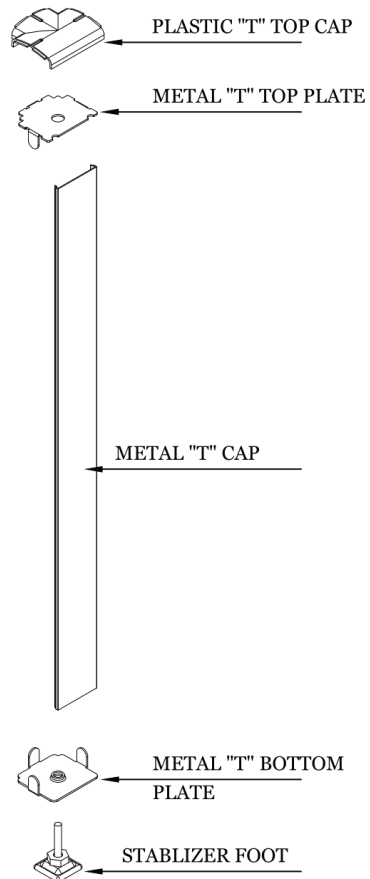 PLASTIC "T" TOP CAP
METAL "T" TOP PLATE
METAL "T" CAP
METAL "T" BOTTOM
PLATE
STABLIZER FOOT